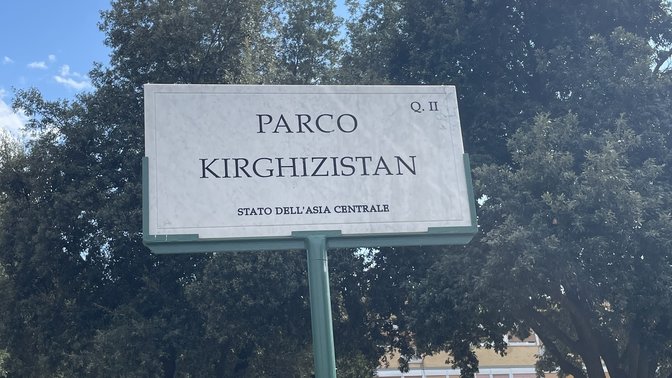 Q. II
PARCO
KIRGHIZISTAN
STATO DELL'ASIA CENTRALE